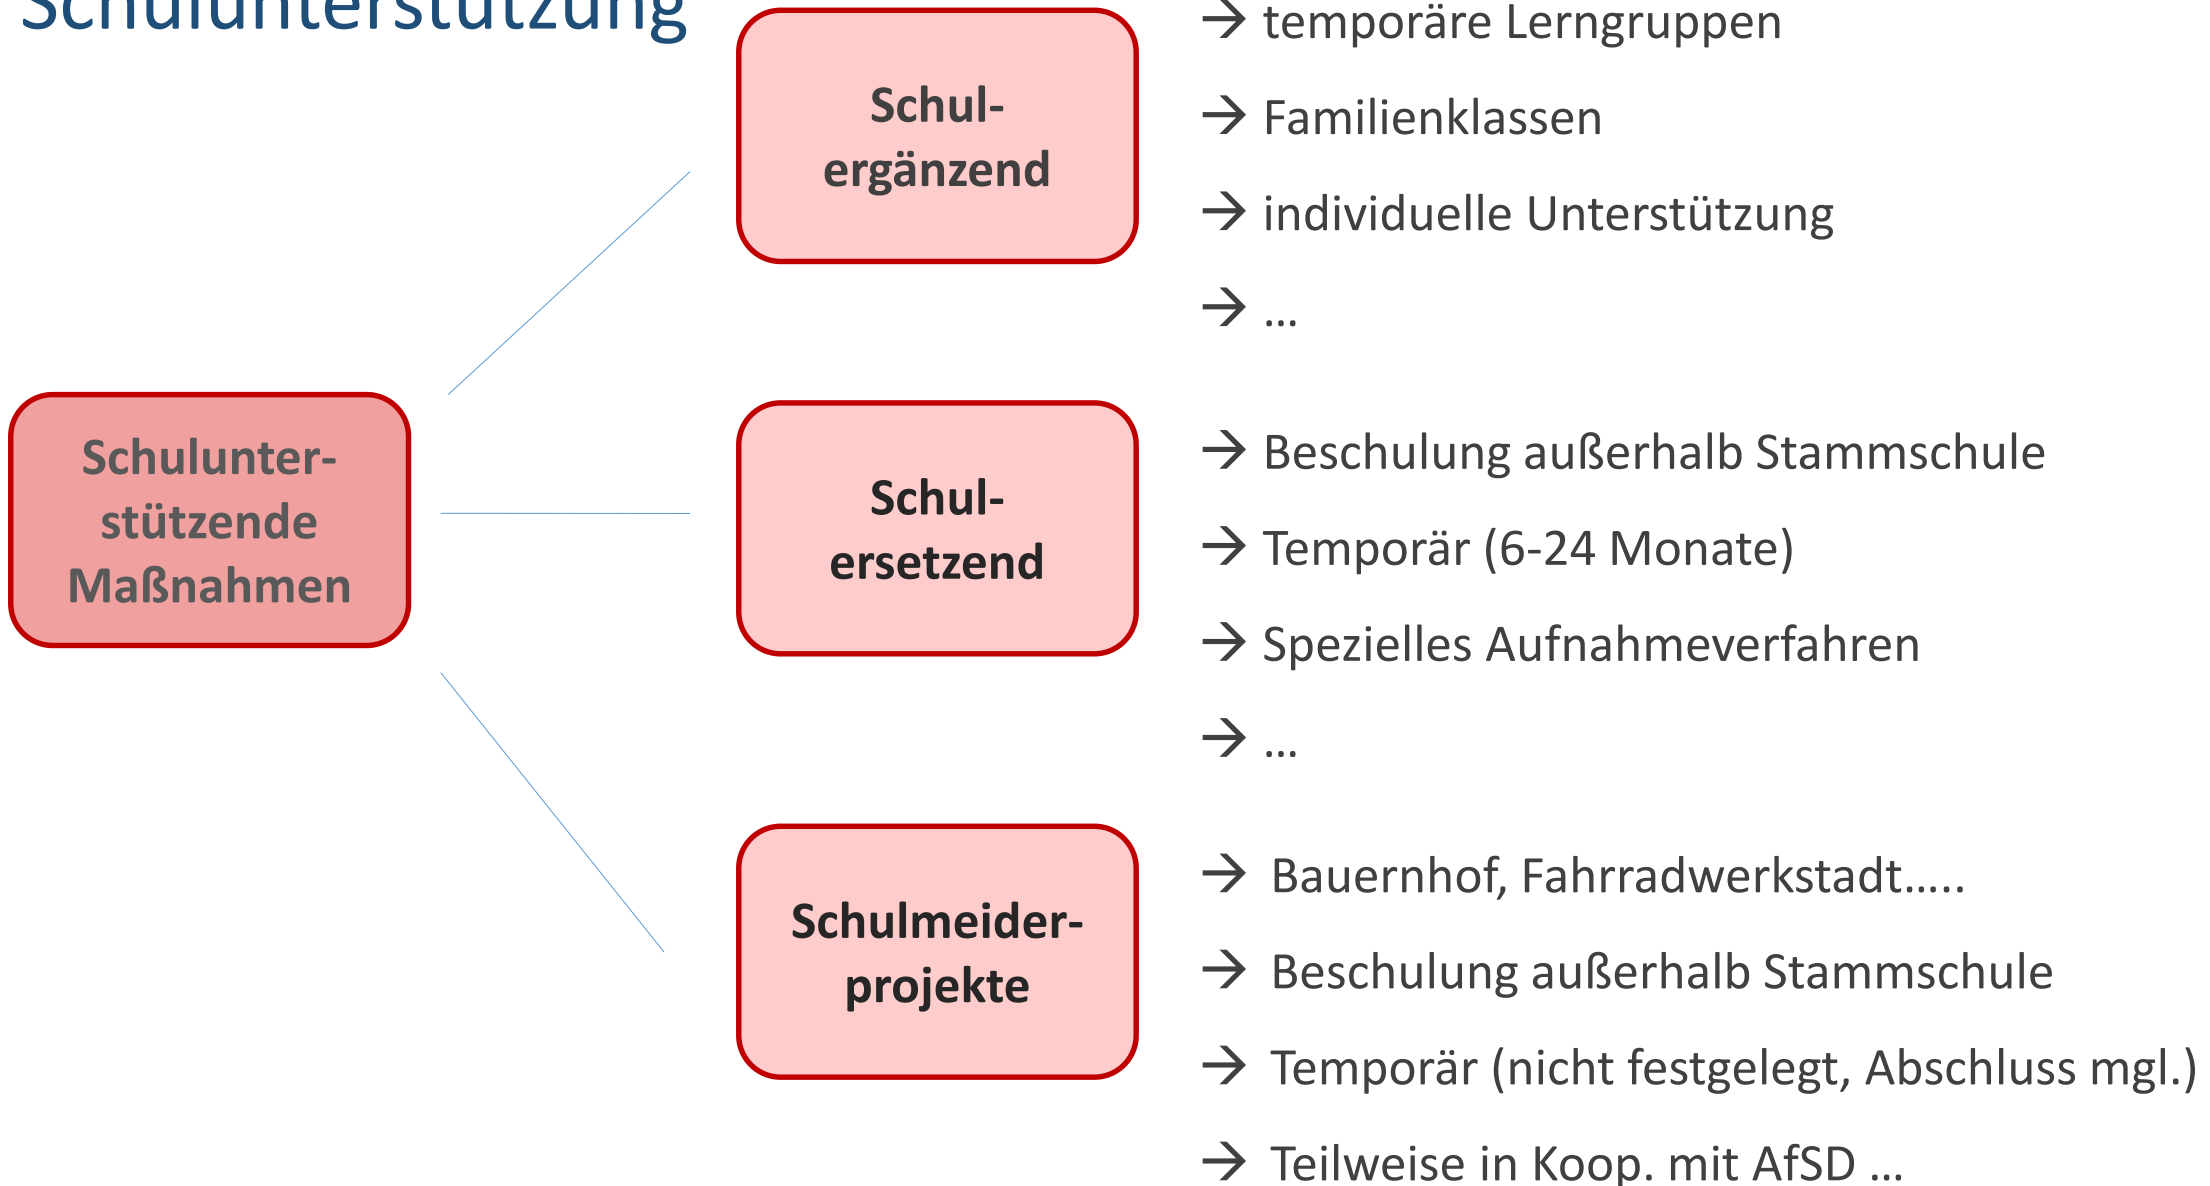 Schulunterstützung
Schul-
ergänzend
→ temporäre Lerngruppen
→ Familienklassen
→ individuelle Unterstützung
→ …
Schulunter-
stützende
Maßnahmen
Schul-
ersetzend
→ Beschulung außerhalb Stammschule
→ Temporär (6-24 Monate)
→ Spezielles Aufnahmeverfahren
→ …
Schulmeider-
projekte
→ Bauernhof, Fahrradwerkstadt…..
→ Beschulung außerhalb Stammschule
→ Temporär (nicht festgelegt, Abschluss mgl.)
→ Teilweise in Koop. mit AfSD …